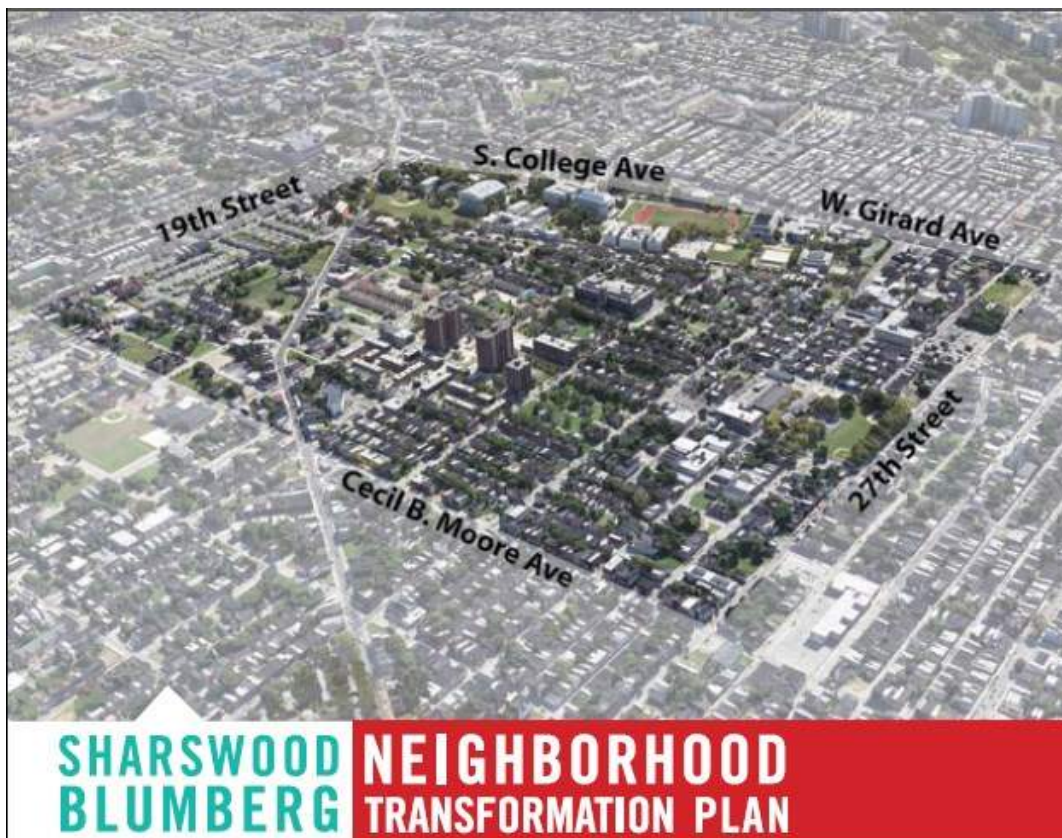 S. College Ave
19th Street
W. Girard Ave
27th Street
Cecil B. Moore Ave
SHARSWOOD
BLUMBERG
NEIGHBORHOOD
TRANSFORMATION PLAN